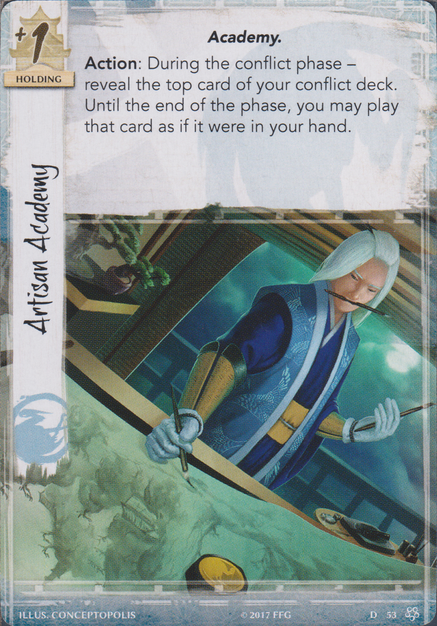 +1
HOLDING
Academy.
Action: During the conflict phase –
reveal the top card of your conflict deck.
Until the end of the phase, you may play
that card as if it were in your hand.
Artisan Academy
ILLUS. CONCEPTOPOLIS
© 2017 FFG
D 53